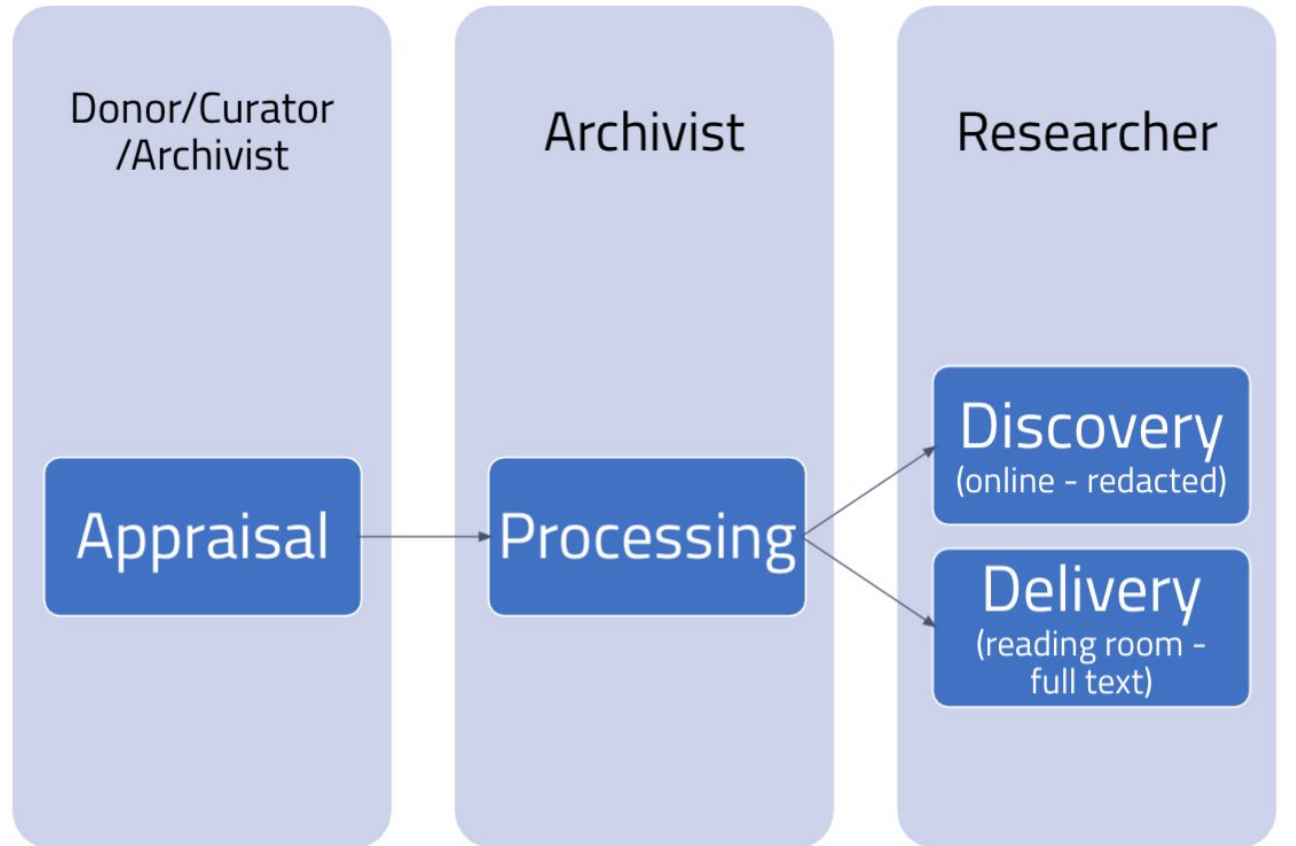 Donor/Curator
/Archivist
Archivist
Researcher
Appraisal
Processing
Discovery
(online - redacted)
Delivery
(reading room -
full text)